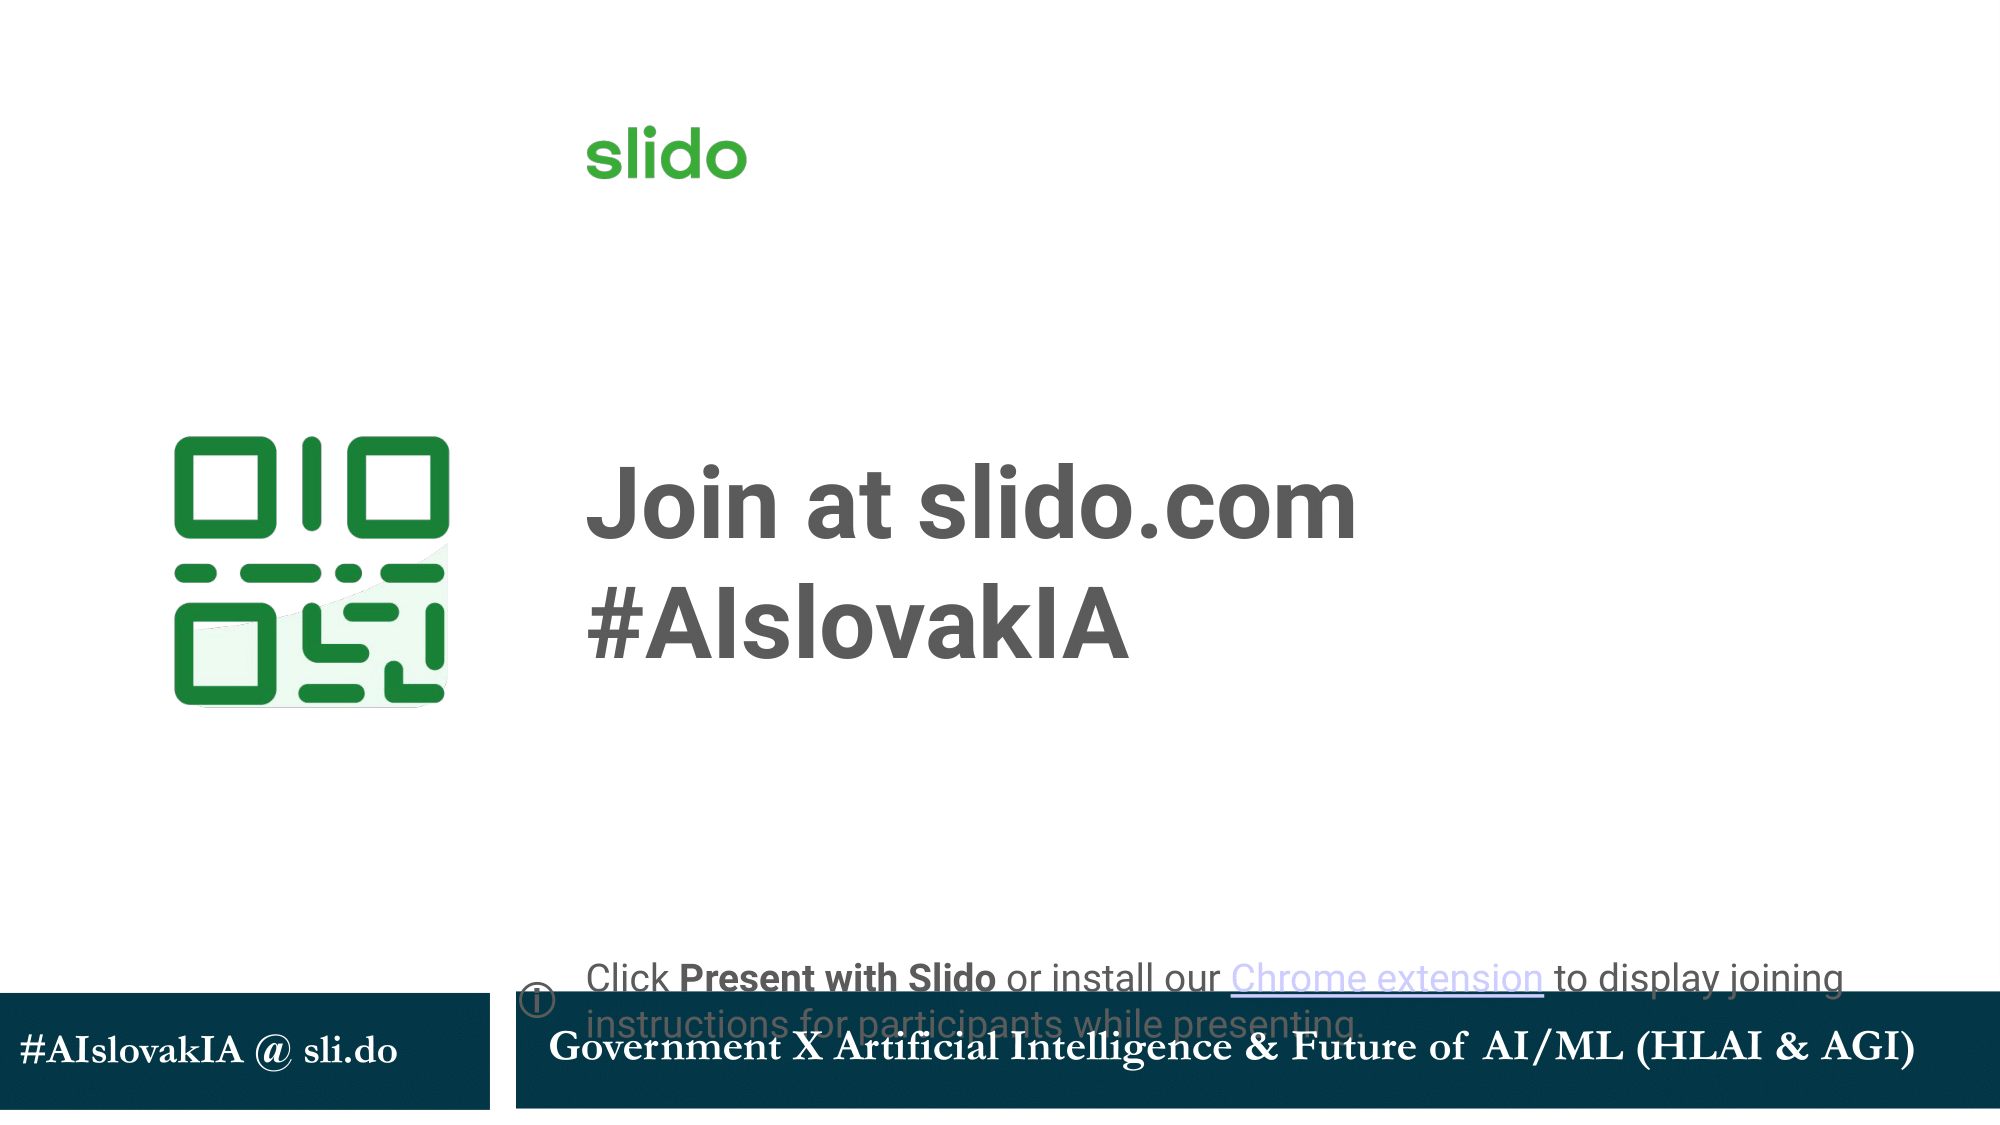 slido
Join at slido.com
#AIslovakIA
Click Present with Slido or install our Chrome extension to display joining
instructions for participants while presenting.
#AIslovakIA @ sli.do
Government X Artificial Intelligence & Future of AI/ML (HLAI & AGI)